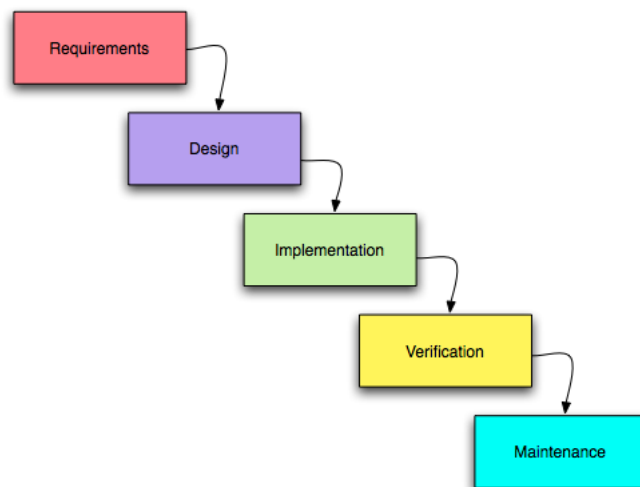 Requirements
Design
Implementation
Verification
Maintenance